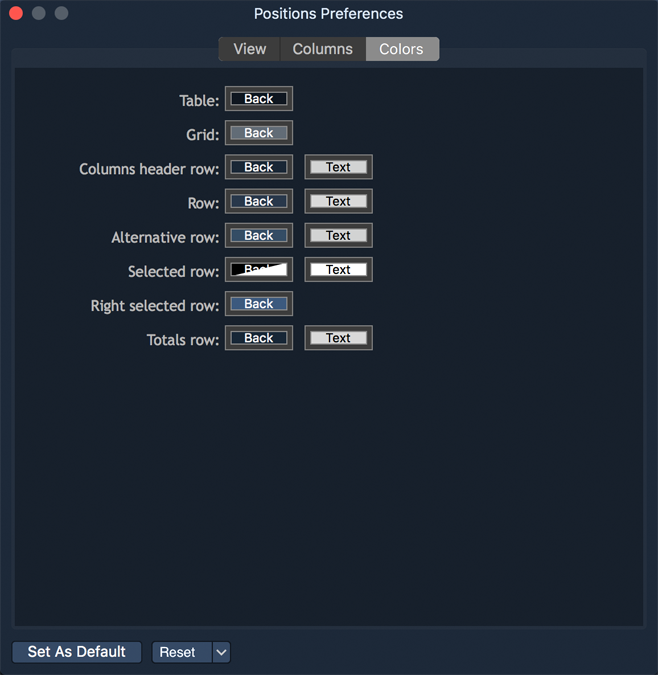 Positions Preferences
View Columns Colors
Table: Back
Grid: Back
Columns header row: Back Text
Row: Back Text
Alternative row: Back Text
Selected row: Back Text
Right selected row: Back
Totals row: Back Text
Set As Default Reset